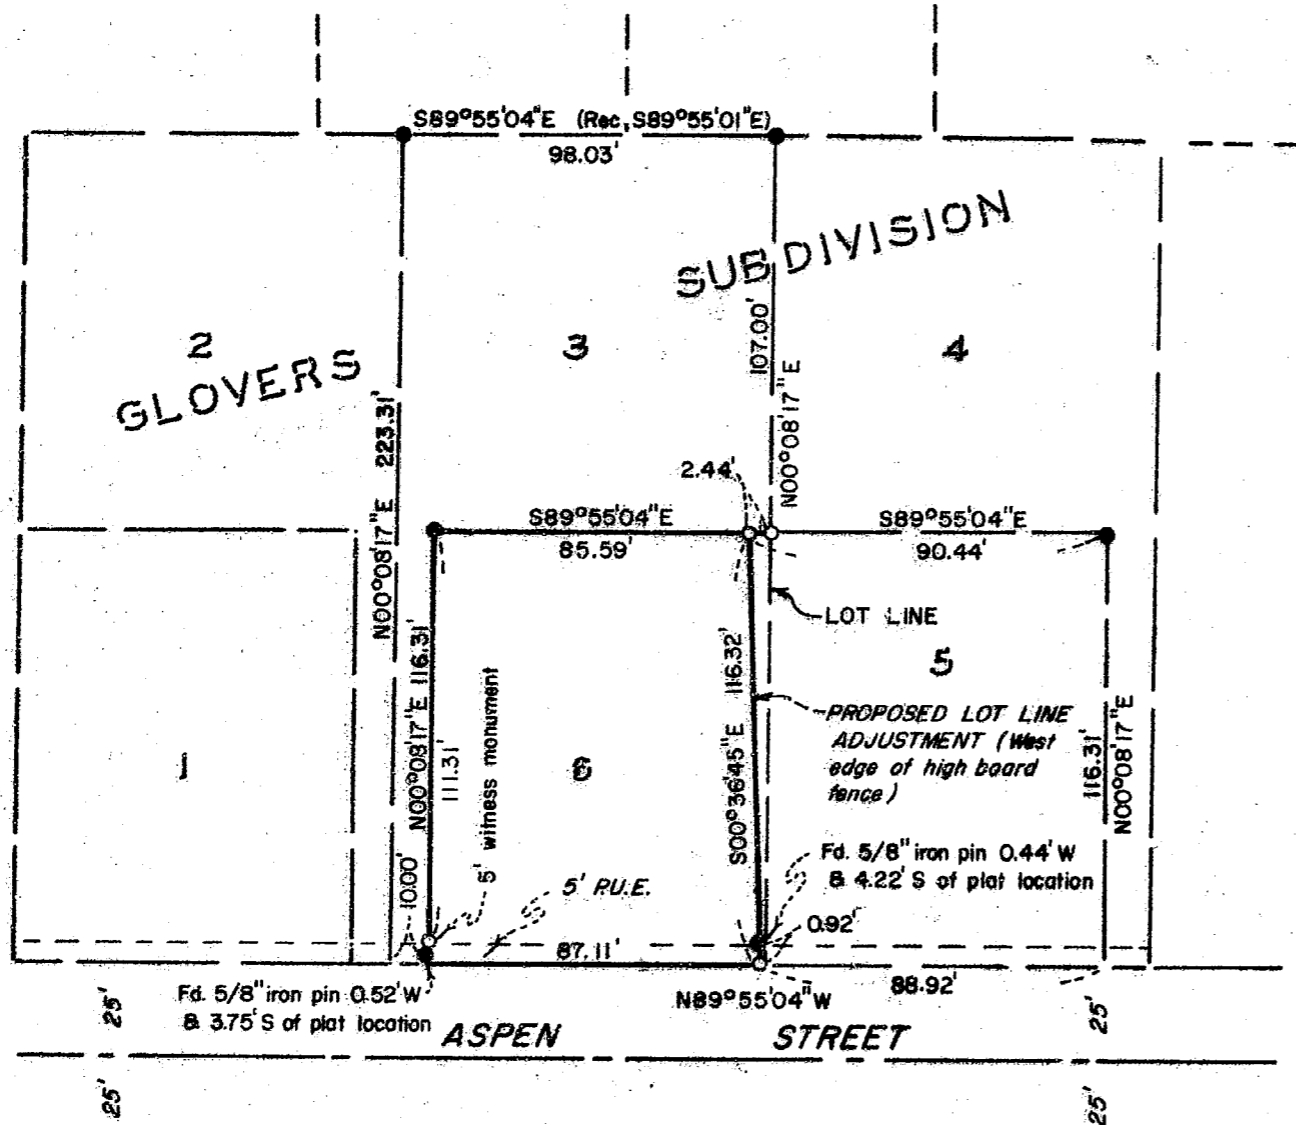 S89°55'04"E (Rec, S89°55'01"E)
98.03'
SUBDIVISION
2
3
4
GLOVERS
107.00'
N00°08'17"E
N00°08'17"E 223.31'
2.44'
S89°55'04"E
85.59'
S89°55'04"E
90.44'
LOT LINE
5
PROPOSED LOT LINE
ADJUSTMENT (West
edge of high board
fence)
1
6
N00°08'17"E 116.31'
111.31'
5' witness monument
S00°36'45"E 116.32'
116.31'
N00°08'17"E
Fd. 5/8" iron pin 0.44' W
& 4.22' S of plat location
10.00'
5' P.U.E.
0.92'
87.11'
88.92'
N89°55'04"W
Fd. 5/8" iron pin 0.52' W
& 3.75' S of plat location
25'
25'
ASPEN STREET
25'
25'